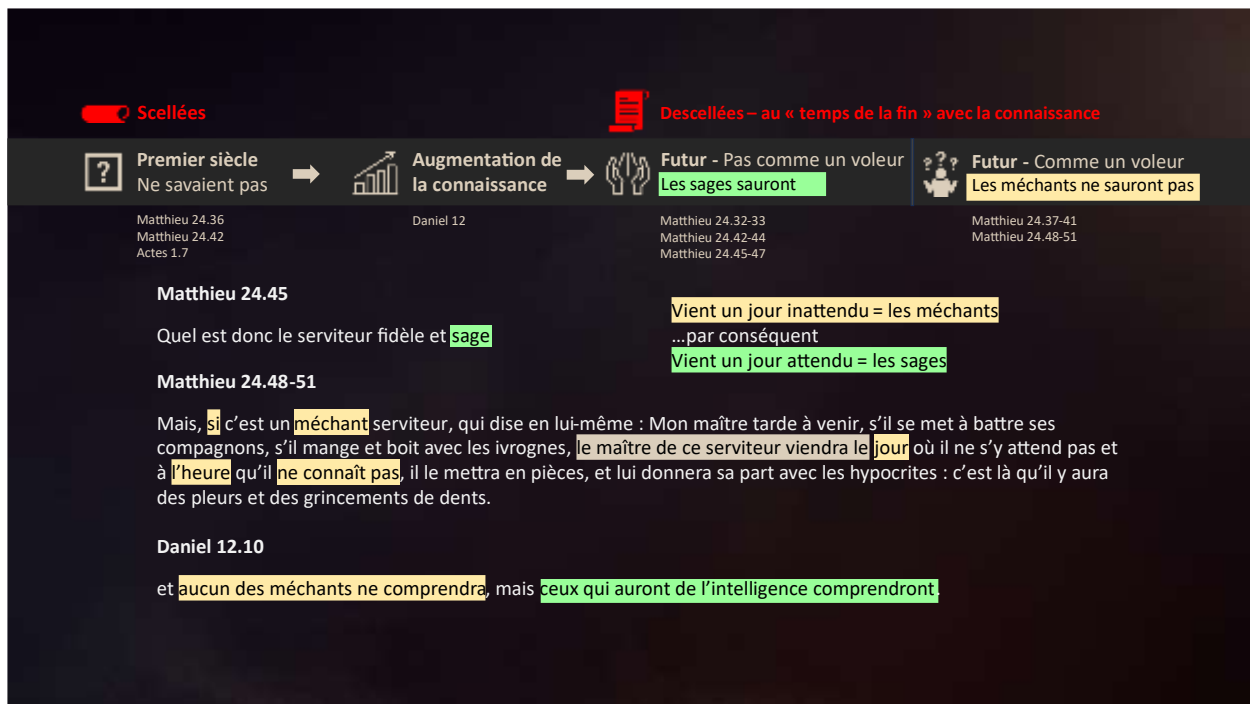 Scellées
Descellées – au « temps de la fin » avec la connaissance
?
Premier siècle
Ne savaient pas
Augmentation de
la connaissance
Futur - Pas comme un voleur
Les sages sauront
???
Futur - Comme un voleur
Les méchants ne sauront pas
Matthieu 24.36
Matthieu 24.42
Actes 1.7
Daniel 12
Matthieu 24.32-33
Matthieu 24.42-44
Matthieu 24.45-47
Matthieu 24.37-41
Matthieu 24.48-51
Matthieu 24.45
Quel est donc le serviteur fidèle et sage
Vient un jour inattendu = les méchants
…par conséquent
Vient un jour attendu = les sages
Matthieu 24.48-51
Mais, si c’est un méchant serviteur, qui dise en lui-même : Mon maître tarde à venir, s’il se met à battre ses
compagnons, s’il mange et boit avec les ivrognes, le maître de ce serviteur viendra le jour où il ne s’y attend pas et
à l’heure qu’il ne connaît pas, il le mettra en pièces, et lui donnera sa part avec les hypocrites : c’est là qu’il y aura
des pleurs et des grincements de dents.
Daniel 12.10
et aucun des méchants ne comprendra, mais ceux qui auront de l’intelligence comprendront.